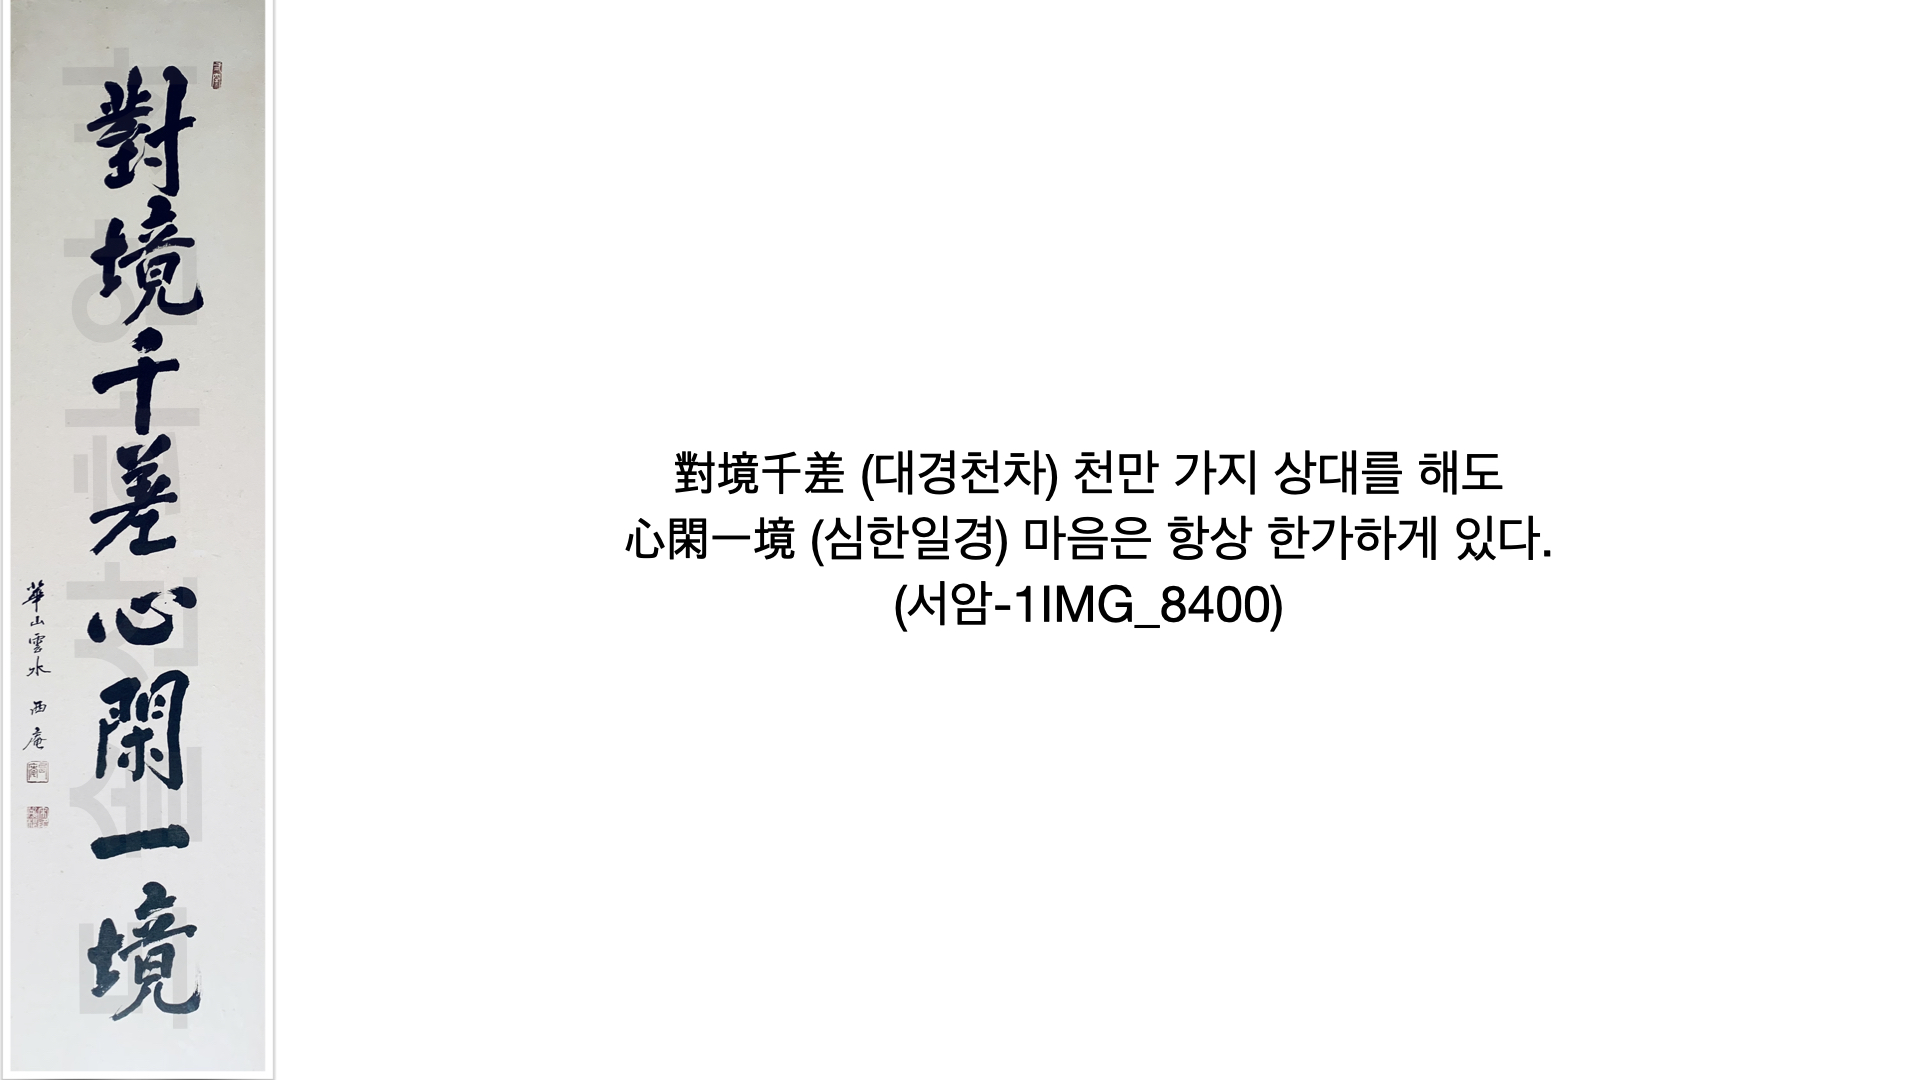 對境千差心閑一境
華山雲水 西庵
對境千差 (대경천차) 천만 가지 상대를 해도
心閑一境 (심한일경) 마음은 항상 한가하게 있다.
(서암-1IMG_8400)